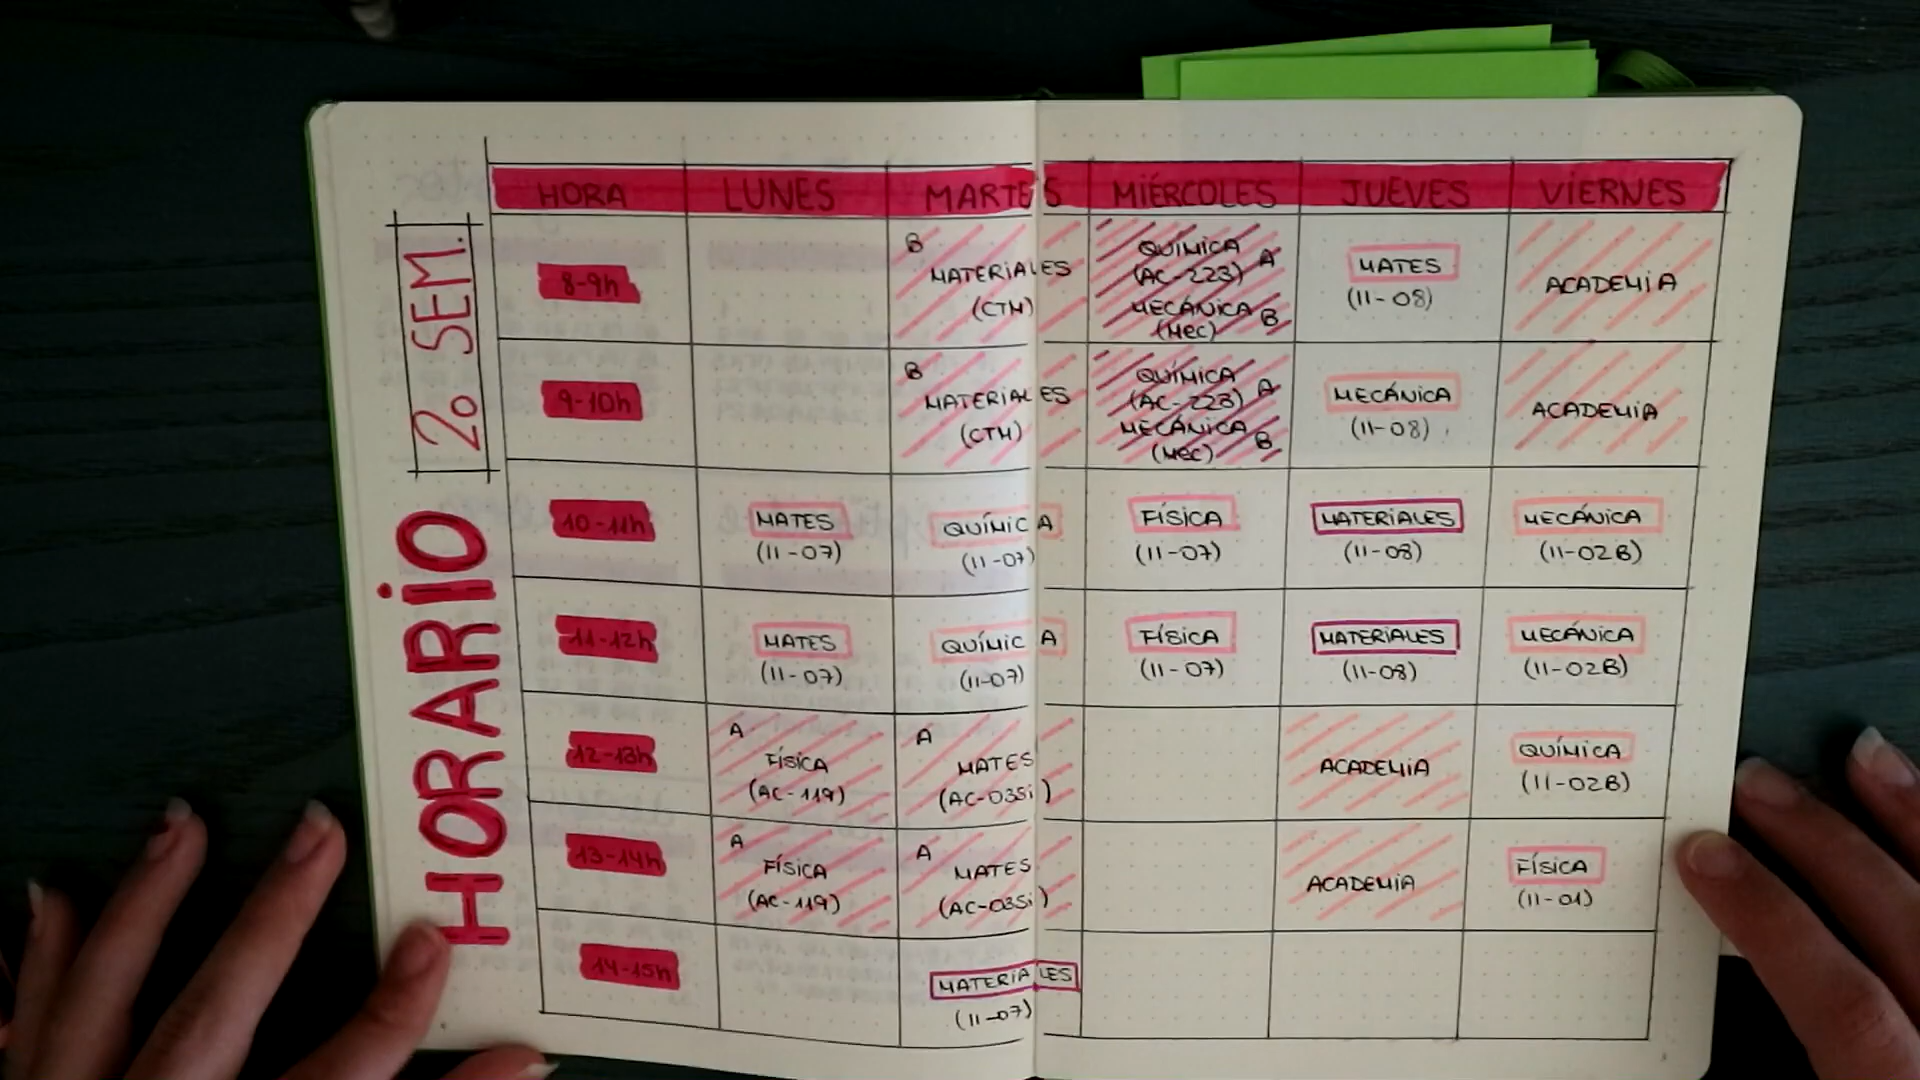 HORARIO
2º SEM.
HORA LUNES MARTES MIÉRCOLES JUEVES VIERNES
8-9h
B
MATERIALES
(CTM)
QUÍMICA A
(AC-223)
MECÁNICA B
(MEC)
MATES
(11-08)
ACADEMIA
9-10h
B
MATERIALES
(CTM)
QUÍMICA A
(AC-223)
MECÁNICA B
(MEC)
MECÁNICA
(11-08)
ACADEMIA
10-11h
MATES
(11-07)
QUÍMICA
(11-07)
FÍSICA
(11-07)
MATERIALES
(11-08)
MECÁNICA
(11-02B)
11-12h
MATES
(11-07)
QUÍMICA
(11-07)
FÍSICA
(11-07)
MATERIALES
(11-08)
MECÁNICA
(11-02B)
12-13h
A
FÍSICA
(AC-119)
A
MATES
(AC-03Si)
ACADEMIA
QUÍMICA
(11-02B)
13-14h
A
FÍSICA
(AC-119)
A
MATES
(AC-03Si)
ACADEMIA
FÍSICA
(11-01)
14-15h
MATERIALES
(11-07)